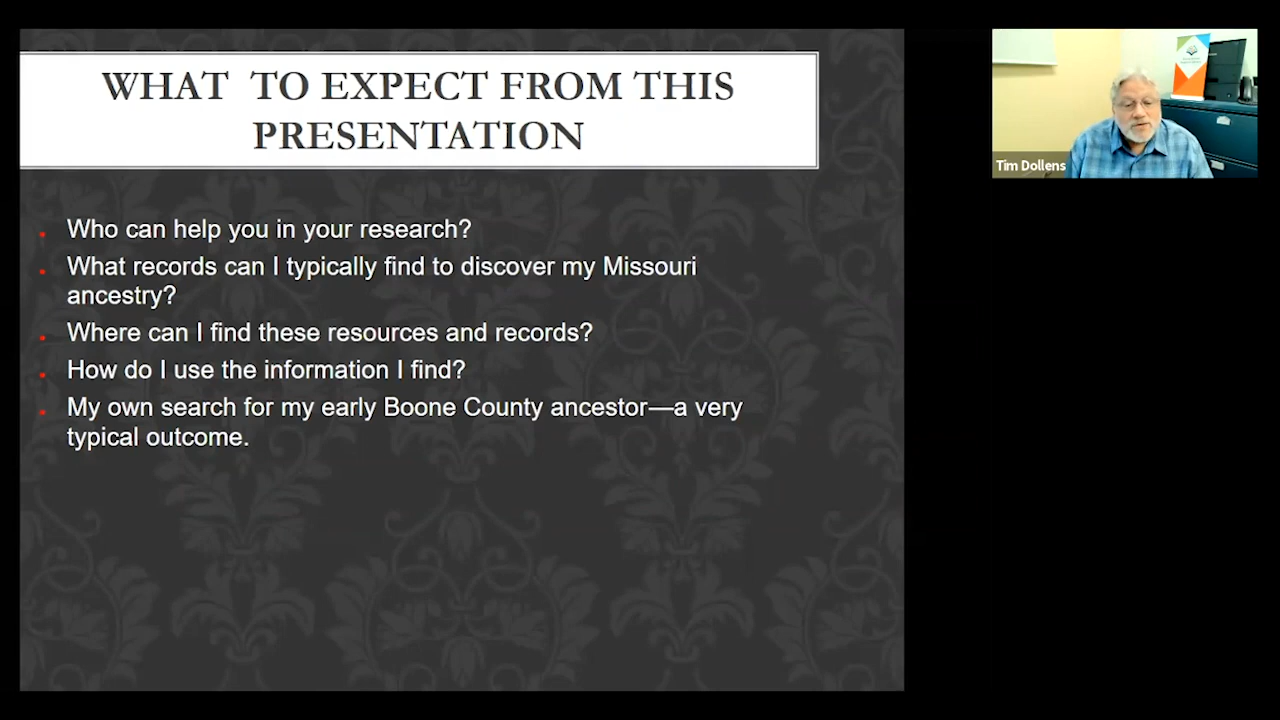 WHAT TO EXPECT FROM THIS
PRESENTATION
Who can help you in your research?
What records can I typically find to discover my Missouri
ancestry?
Where can I find these resources and records?
How do I use the information I find?
My own search for my early Boone County ancestor—a very
typical outcome.
Tim Dollens